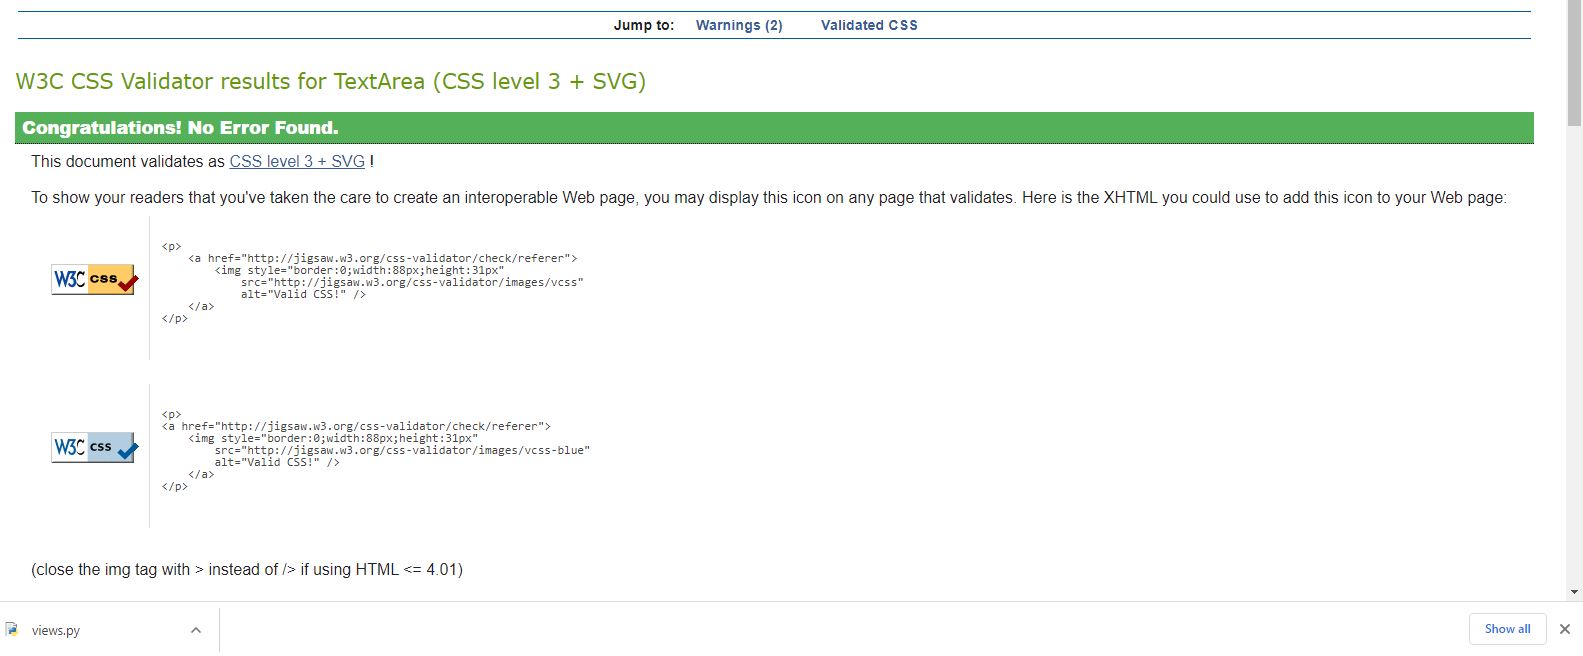 Jump to: Warnings (2) Validated CSS
W3C CSS Validator results for TextArea (CSS level 3 + SVG)
Congratulations! No Error Found.
This document validates as CSS level 3 + SVG !
To show your readers that you've taken the care to create an interoperable Web page, you may display this icon on any page that validates. Here is the XHTML you could use to add this icon to your Web page:
W3C css
<p>
<a href="http://jigsaw.w3.org/css-validator/check/referer">
<img style="border:0;width:88px;height:31px"
src="http://jigsaw.w3.org/css-validator/images/vcss"
alt="Valid CSS!" />
</a>
</p>
W3C css
<p>
<a href="http://jigsaw.w3.org/css-validator/check/referer">
<img style="border:0;width:88px;height:31px"
src="http://jigsaw.w3.org/css-validator/images/vcss-blue"
alt="Valid CSS!" />
</a>
</p>
(close the img tag with > instead of /> if using HTML <= 4.01)
views.py
Show all